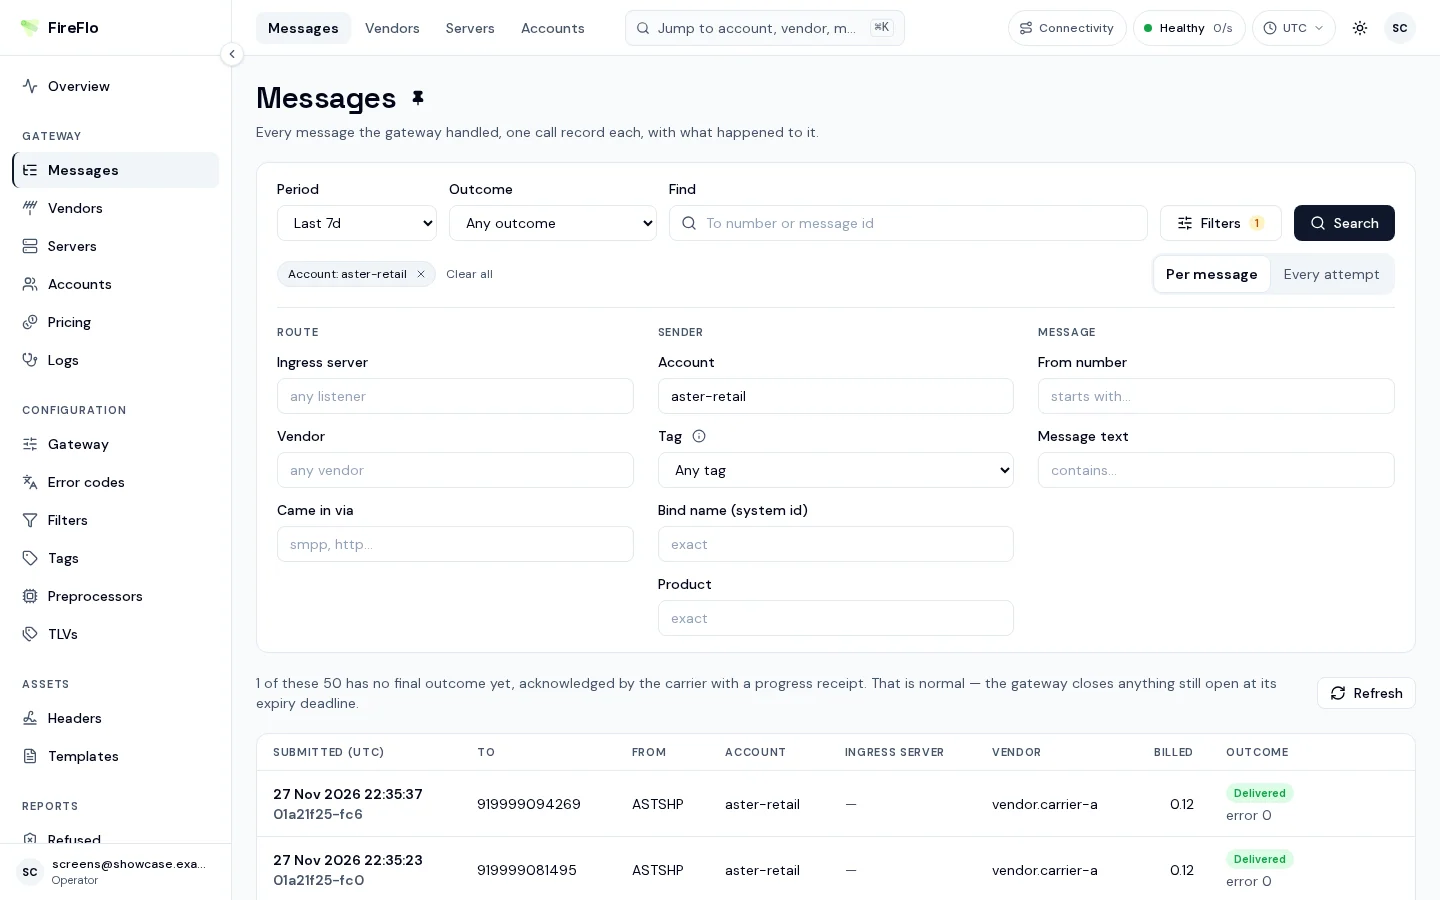 FireFlo
Messages
Vendors
Servers
Accounts
Jump to account, vendor, m...
⌘K
Connectivity
Healthy 0/s
UTC
SC
Overview
GATEWAY
Messages
Vendors
Servers
Accounts
Pricing
Logs
CONFIGURATION
Gateway
Error codes
Filters
Tags
Preprocessors
TLVs
ASSETS
Headers
Templates
REPORTS
Refused
SC
screens@showcase.exa...
Operator
Messages
Every message the gateway handled, one call record each, with what happened to it.
Period
Outcome
Find
Last 7d
Any outcome
To number or message id
Filters 1
Search
Account: aster-retail
Clear all
Per message
Every attempt
ROUTE
SENDER
MESSAGE
Ingress server
Account
From number
any listener
aster-retail
starts with...
Vendor
Tag
Message text
any vendor
Any tag
contains...
Came in via
Bind name (system id)
smpp, http...
exact
Product
exact
1 of these 50 has no final outcome yet, acknowledged by the carrier with a progress receipt. That is normal — the gateway closes anything still open at its
expiry deadline.
Refresh
SUBMITTED (UTC) TO FROM ACCOUNT INGRESS SERVER VENDOR BILLED OUTCOME
27 Nov 2026 22:35:37
01a21f25-fc6
919999094269 ASTSHP aster-retail — vendor.carrier-a 0.12
Delivered
error 0
27 Nov 2026 22:35:23
01a21f25-fc0
919999081495 ASTSHP aster-retail — vendor.carrier-a 0.12
Delivered
error 0